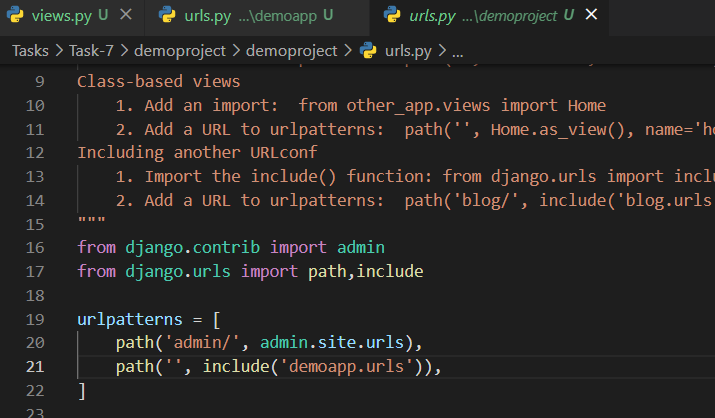 views.py U ×
urls.py ...\demoapp U
urls.py ...\demoproject U ×
Tasks > Task-7 > demoproject > demoproject > urls.py > ...
9 Class-based views
10 1. Add an import:  from other_app.views import Home
11 2. Add a URL to urlpatterns:  path('', Home.as_view(), name='ho
12 Including another URLconf
13 1. Import the include() function: from django.urls import inclu
14 2. Add a URL to urlpatterns:  path('blog/', include('blog.urls
15 """
16 from django.contrib import admin
17 from django.urls import path,include
18
19 urlpatterns = [
20 path('admin/', admin.site.urls),
21 path('', include('demoapp.urls')),
22 ]
23